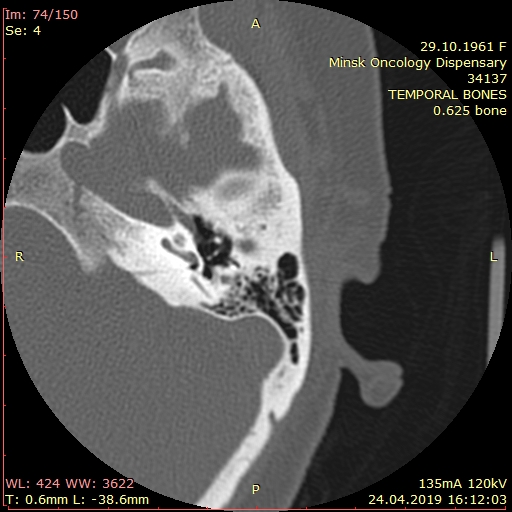 Im: 74/150
Se: 4
A
29.10.1961 F
Minsk Oncology Dispensary
34137
TEMPORAL BONES
0.625 bone
R
L
WL: 424 WW: 3622
T: 0.6mm L: -38.6mm
P
135mA 120kV
24.04.2019 16:12:03